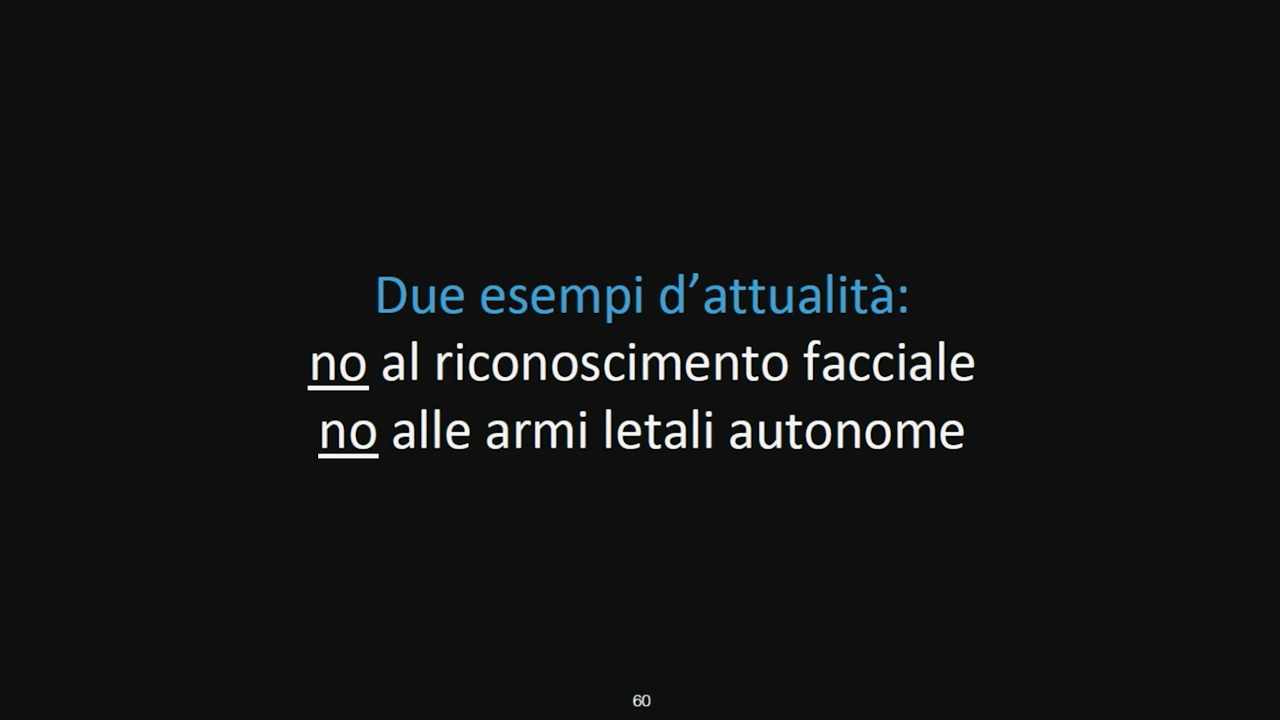 Due esempi d’attualità:
no al riconoscimento facciale
no alle armi letali autonome
60